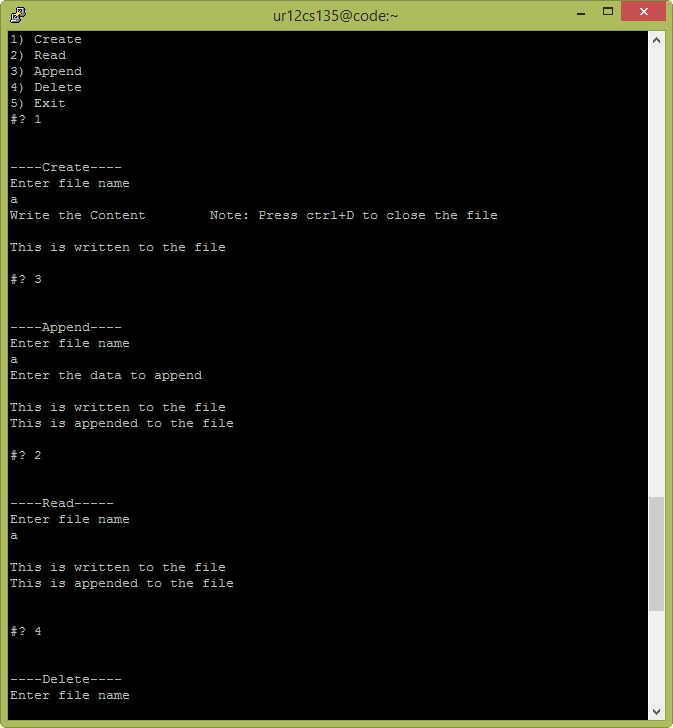 ur12cs135@code:~
1) Create
2) Read
3) Append
4) Delete
5) Exit
#? 1
----Create----
Enter file name
a
Write the Content        Note: Press ctrl+D to close the file
This is written to the file
#? 3
----Append----
Enter file name
a
Enter the data to append
This is written to the file
This is appended to the file
#? 2
----Read-----
Enter file name
a
This is written to the file
This is appended to the file
#? 4
----Delete----
Enter file name